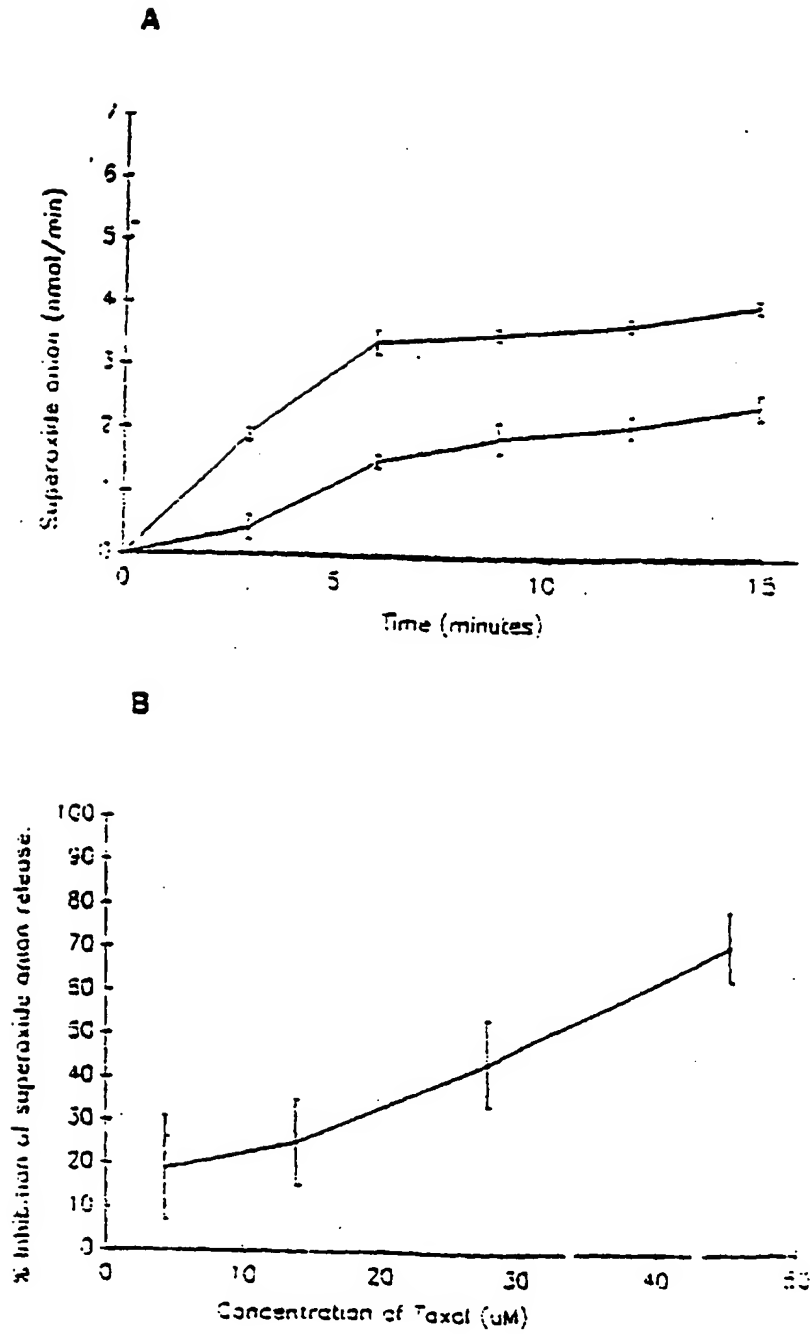 A
7
6
5
4
3
2
0
Superoxide anion (nmol/min)
0 5 10 15
Time (minutes)
B
100
90
80
70
60
50
40
30
20
10
0
% Inhibition of superoxide anion release.
0 10 20 30 40 50
Concentration of Taxol (uM)